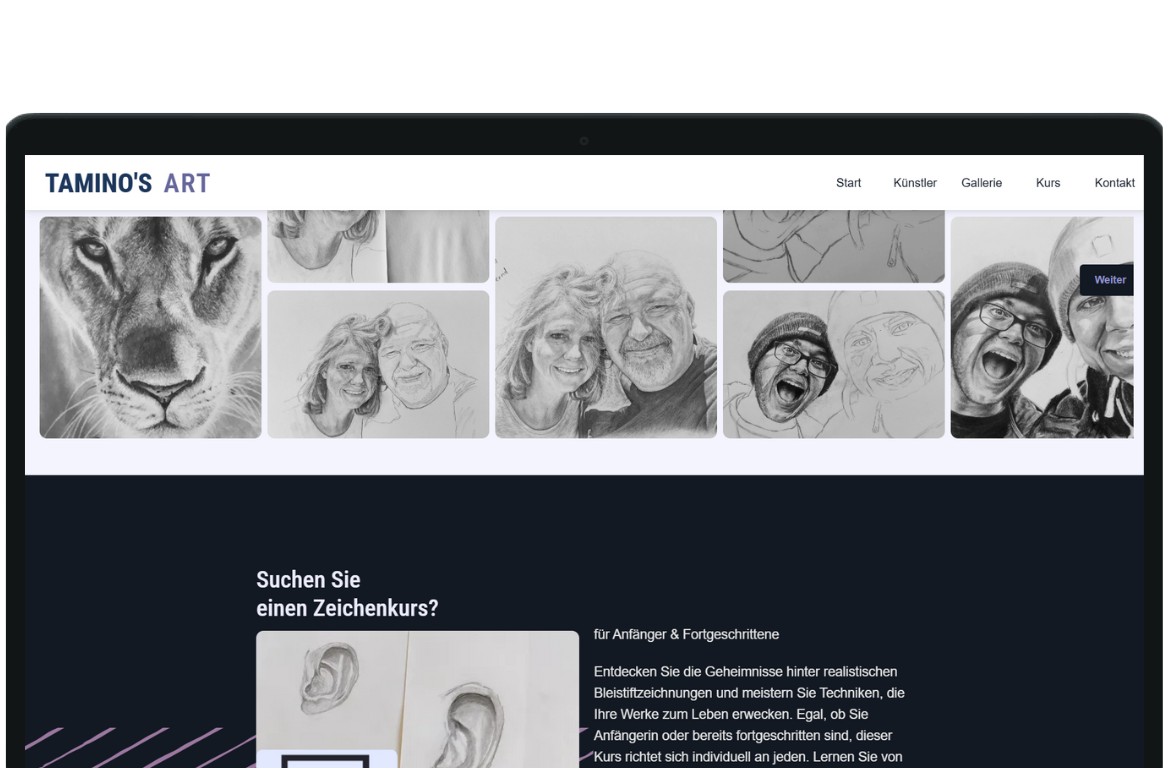 TAMINO'S ART
Start Künstler Gallerie Kurs Kontakt
Weiter
Suchen Sie
einen Zeichenkurs?
für Anfänger & Fortgeschrittene
Entdecken Sie die Geheimnisse hinter realistischen
Bleistiftzeichnungen und meistern Sie Techniken, die
Ihre Werke zum Leben erwecken. Egal, ob Sie
Anfängerin oder bereits fortgeschritten sind, dieser
Kurs richtet sich individuell an jeden. Lernen Sie von